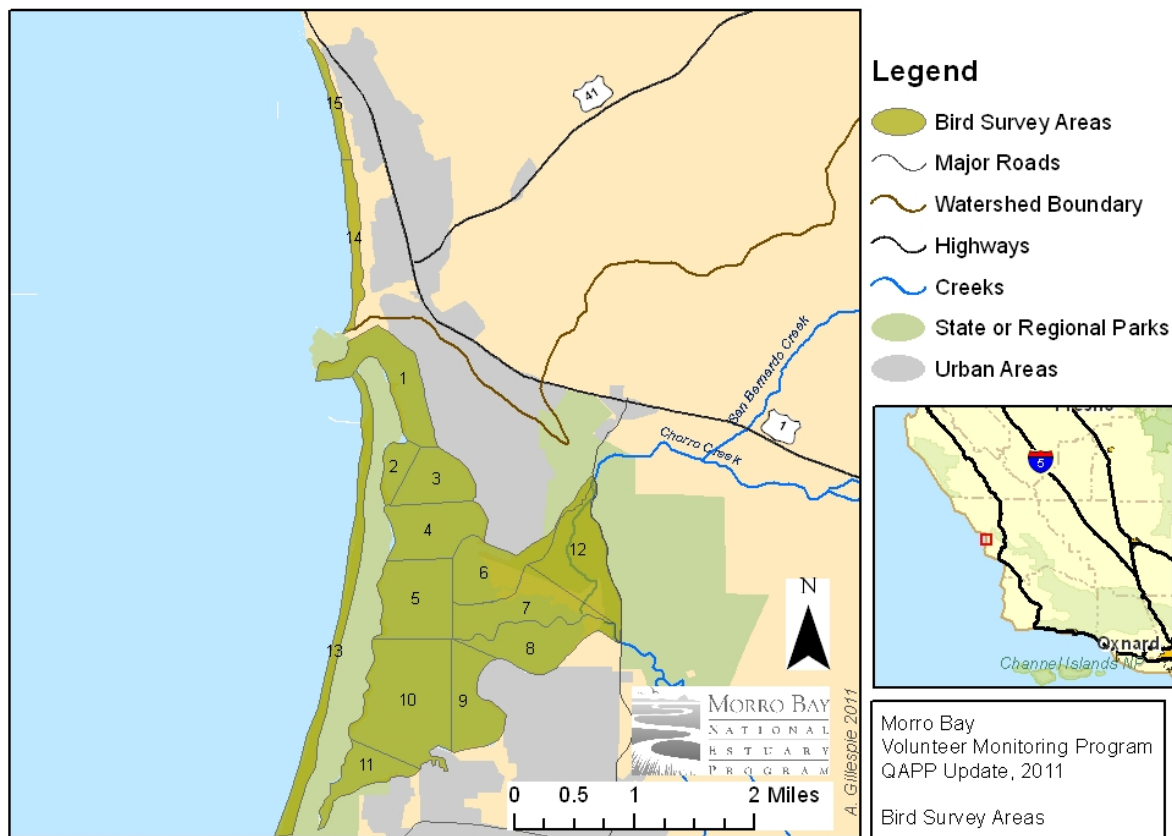 15
41
14
San Bernardo Creek
1
1
Chorro Creek
2
3
4
12
6
5
7
8
13
10
9
11
N
MORRO BAY
NATIONAL
ESTUARY
PROGRAM
A. Gillespie 2011
0 0.5 1 2 Miles
Legend
Bird Survey Areas
Major Roads
Watershed Boundary
Highways
Creeks
State or Regional Parks
Urban Areas
Fresno
5
Oxnard
Channel Islands NP
Morro Bay
Volunteer Monitoring Program
QAPP Update, 2011
Bird Survey Areas